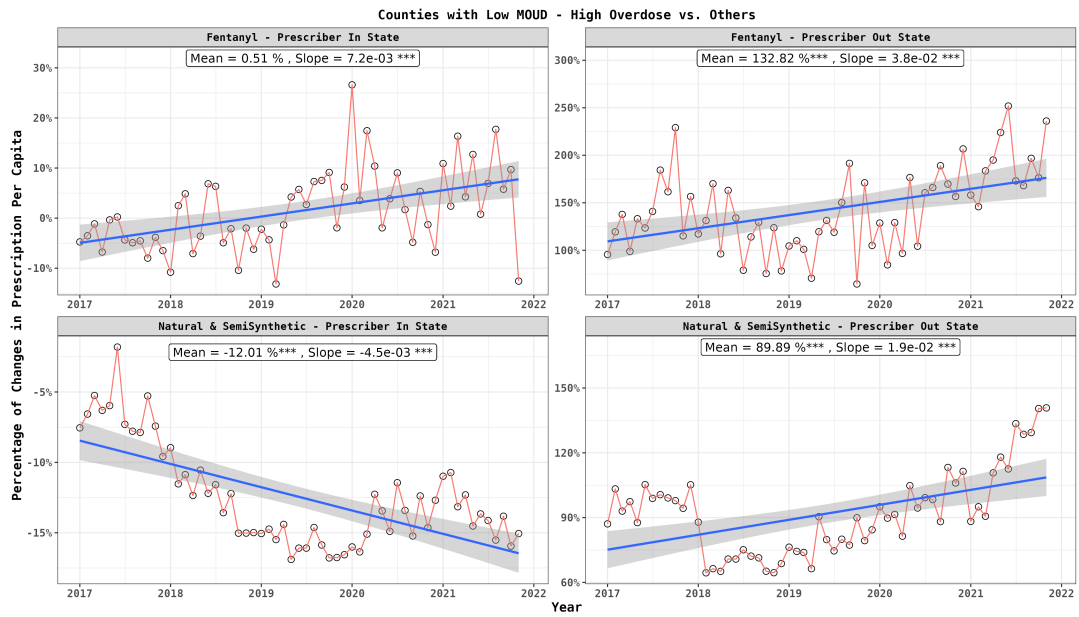 Counties with Low MOUD - High Overdose vs. Others
Fentanyl - Prescriber In State
Mean = 0.51 % , Slope = 7.2e-03 ***
30%
20%
10%
0%
-10%
2017 2018 2019 2020 2021 2022
Fentanyl - Prescriber Out State
Mean = 132.82 %*** , Slope = 3.8e-02 ***
300%
250%
200%
150%
100%
2017 2018 2019 2020 2021 2022
Natural & SemiSynthetic - Prescriber In State
Mean = -12.01 %*** , Slope = -4.5e-03 ***
-5%
-10%
-15%
2017 2018 2019 2020 2021 2022
Natural & SemiSynthetic - Prescriber Out State
Mean = 89.89 %*** , Slope = 1.9e-02 ***
150%
120%
90%
60%
2017 2018 2019 2020 2021 2022
Percentage of Changes in Prescription Per Capita
Year